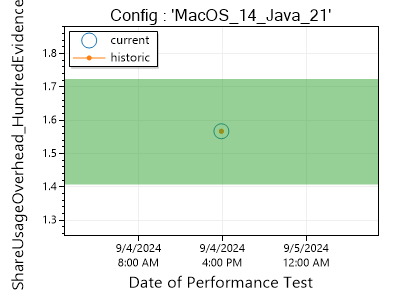 Config : 'MacOS_14_Java_21'
ShareUsageOverhead_HundredEvidence
current
historic
1.8
1.7
1.6
1.5
1.4
1.3
9/4/2024 9/4/2024 9/5/2024
8:00 AM 4:00 PM 12:00 AM
Date of Performance Test